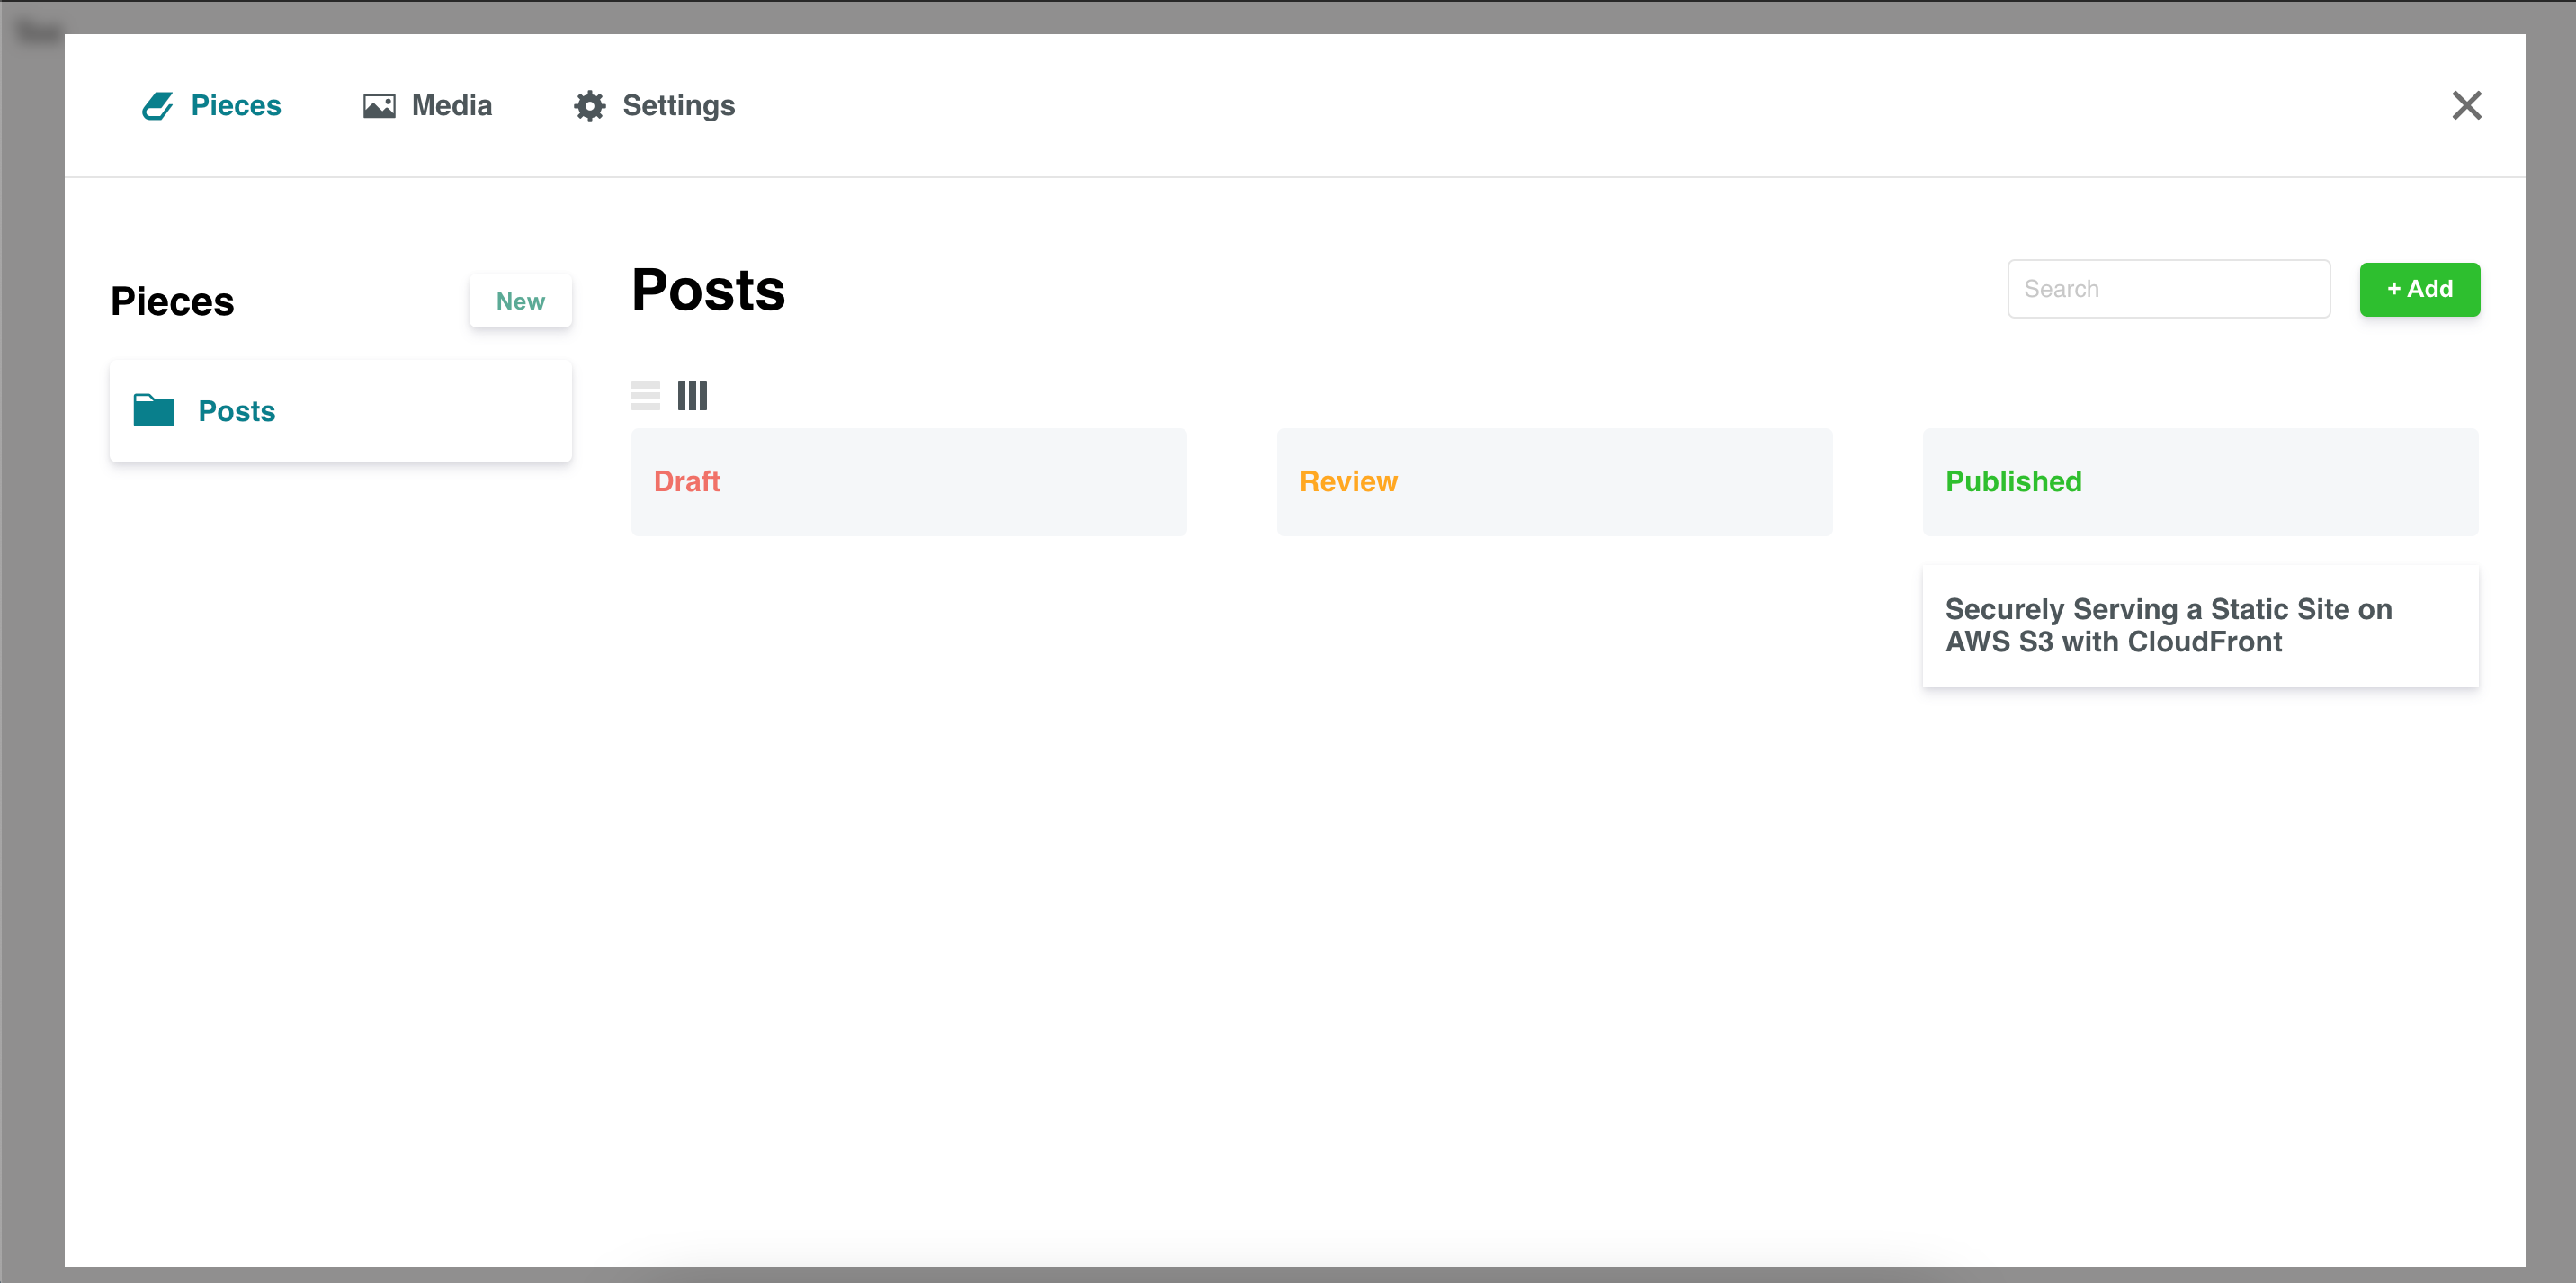 Pieces
Media
Settings
Pieces
New
Posts
Posts
Search
+ Add
Draft
Review
Published
Securely Serving a Static Site on
AWS S3 with CloudFront